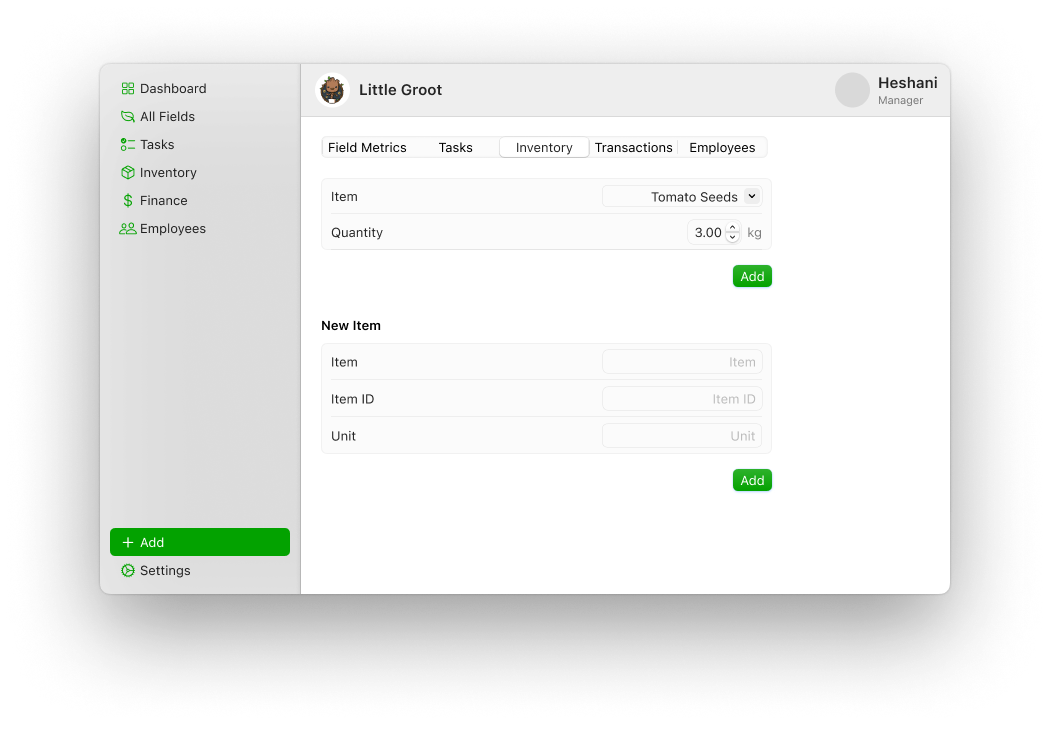 Dashboard
All Fields
Tasks
Inventory
Finance
Employees
Add
Settings
Little Groot
Heshani
Manager
Field Metrics Tasks Inventory Transactions Employees
Item Tomato Seeds
Quantity 3.00 kg
Add
New Item
Item Item
Item ID Item ID
Unit Unit
Add